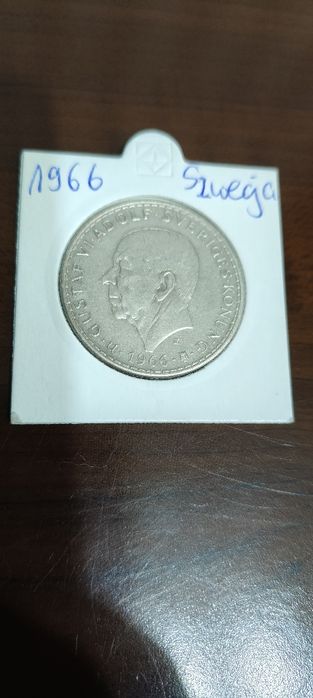 1966 Szwecja
GUSTAF VI ADOLF · SVERIGES KONUNG
U · 1966 ·